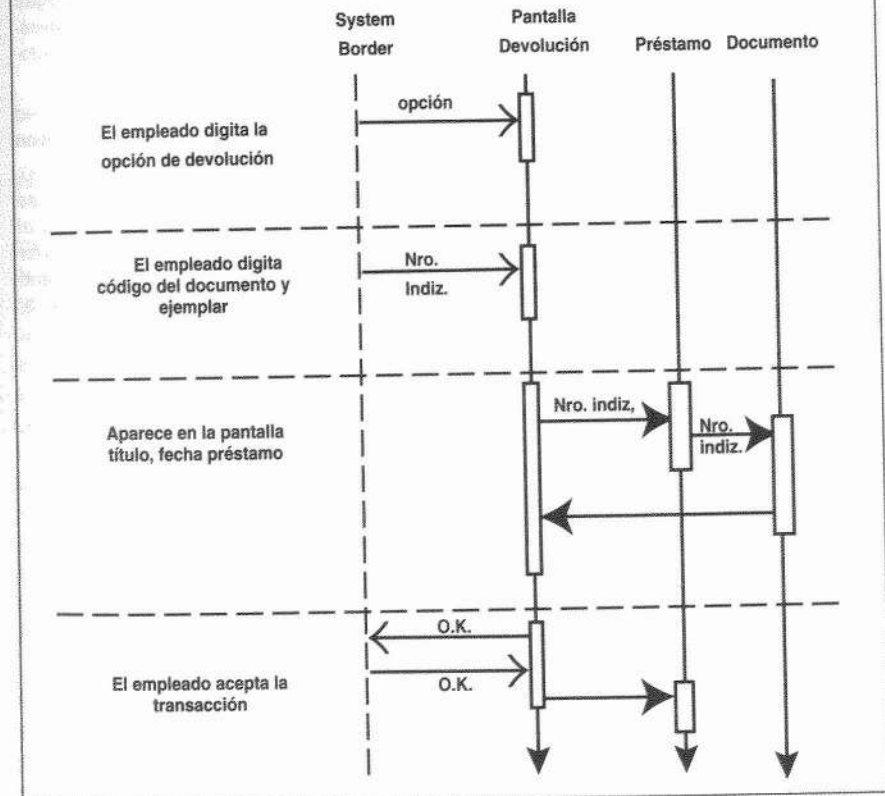 System
Border
Pantalla
Devolución
Préstamo
Documento
El empleado digita la
opción de devolución
opción
El empleado digita
código del documento y
ejemplar
Nro.
Indiz.
Aparece en la pantalla
título, fecha préstamo
Nro. indiz,
Nro.
indiz.
El empleado acepta la
transacción
O.K.
O.K.